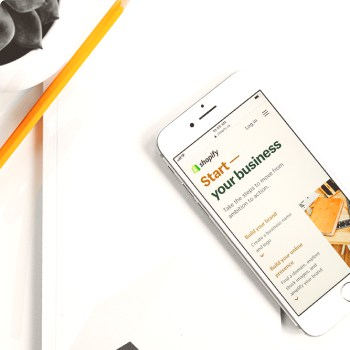 Log in
shopify
Start —
your business
Take the steps to move from
ambition to action.
Build your brand
Create a business name
and logo
Build your online
presence
Find a domain, explore
stock images, and
amplify your brand